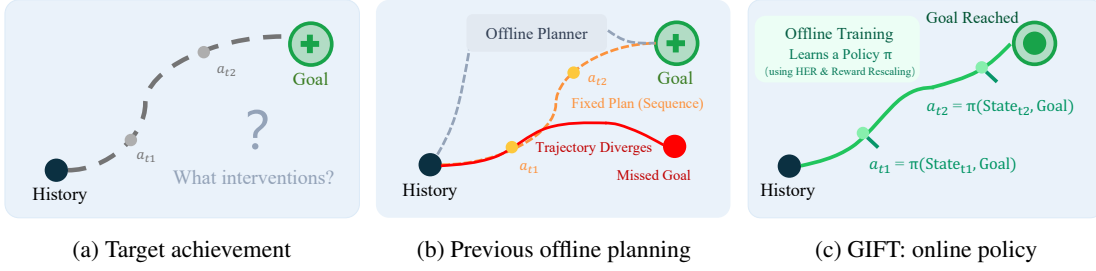 Goal
a_{t2}
a_{t1}
?
What interventions?
History
(a) Target achievement
Offline Planner
Goal
a_{t2}
Fixed Plan (Sequence)
Trajectory Diverges
a_{t1}
Missed Goal
History
(b) Previous offline planning
Goal Reached
Offline Training
Learns a Policy π
(using HER & Reward Rescaling)
a_{t2} = π(State_{t2}, Goal)
a_{t1} = π(State_{t1}, Goal)
History
(c) GIFT: online policy